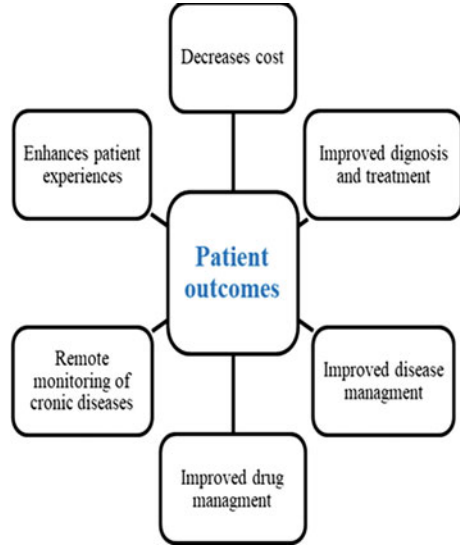 Decreases cost
Enhances patient
experiences
Improved dignosis
and treatment
Patient
outcomes
Remote
monitoring of
cronic diseases
Improved disease
managment
Improved drug
managment